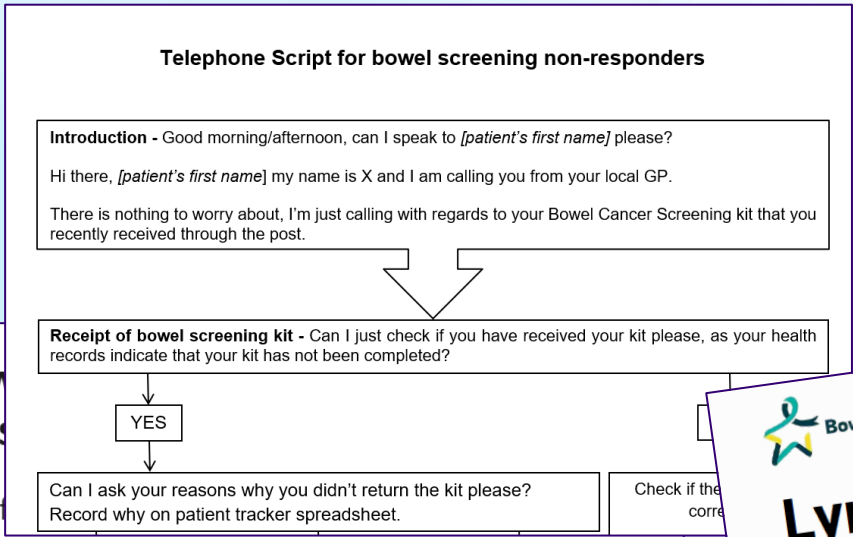 Telephone Script for bowel screening non-responders
Introduction - Good morning/afternoon, can I speak to [patient's first name] please?
Hi there, [patient's first name] my name is X and I am calling you from your local GP.
There is nothing to worry about, I'm just calling with regards to your Bowel Cancer Screening kit that you
recently received through the post.
Receipt of bowel screening kit - Can I just check if you have received your kit please, as your health
records indicate that your kit has not been completed?
YES
Can I ask your reasons why you didn't return the kit please?
Record why on patient tracker spreadsheet.
Check if the